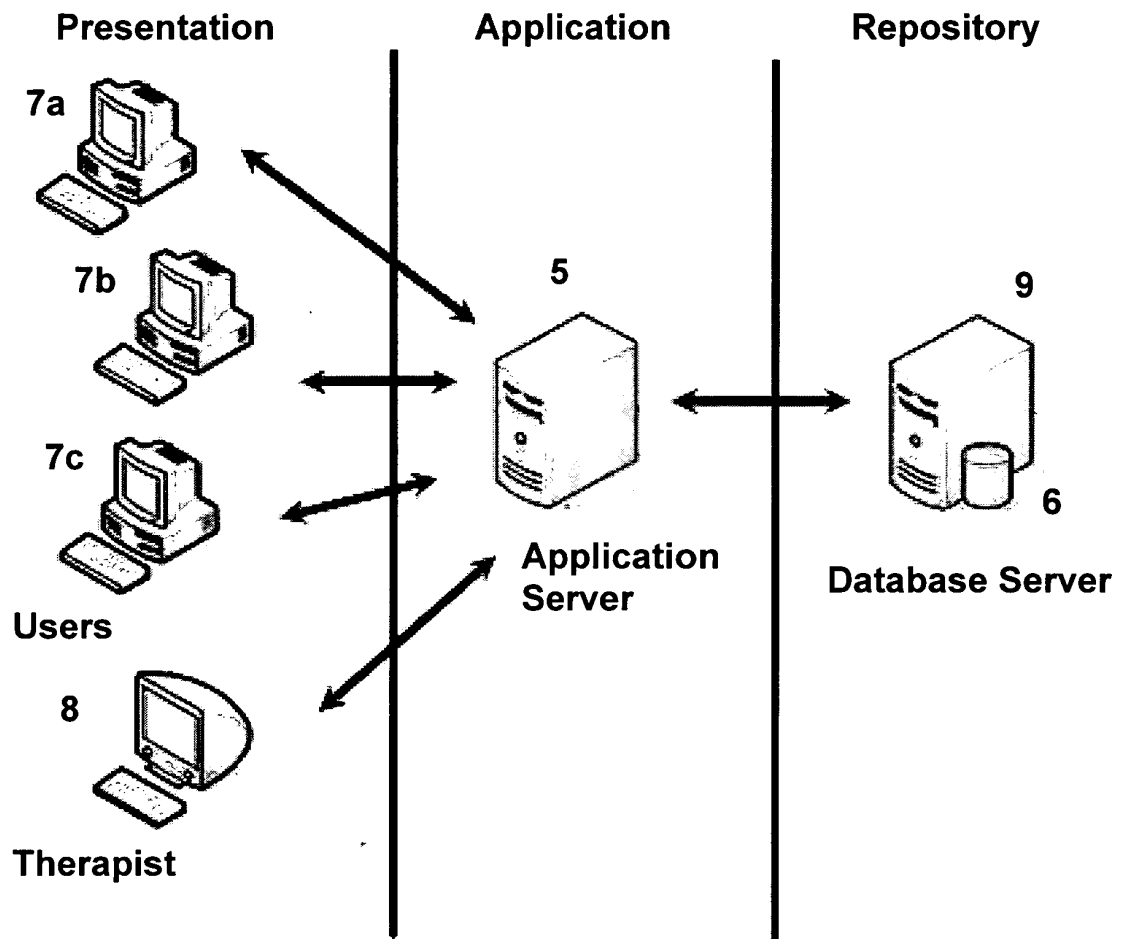 Presentation
Application
Repository
7a
7b
7c
Users
8
Therapist
5
Application
Server
9
6
Database Server